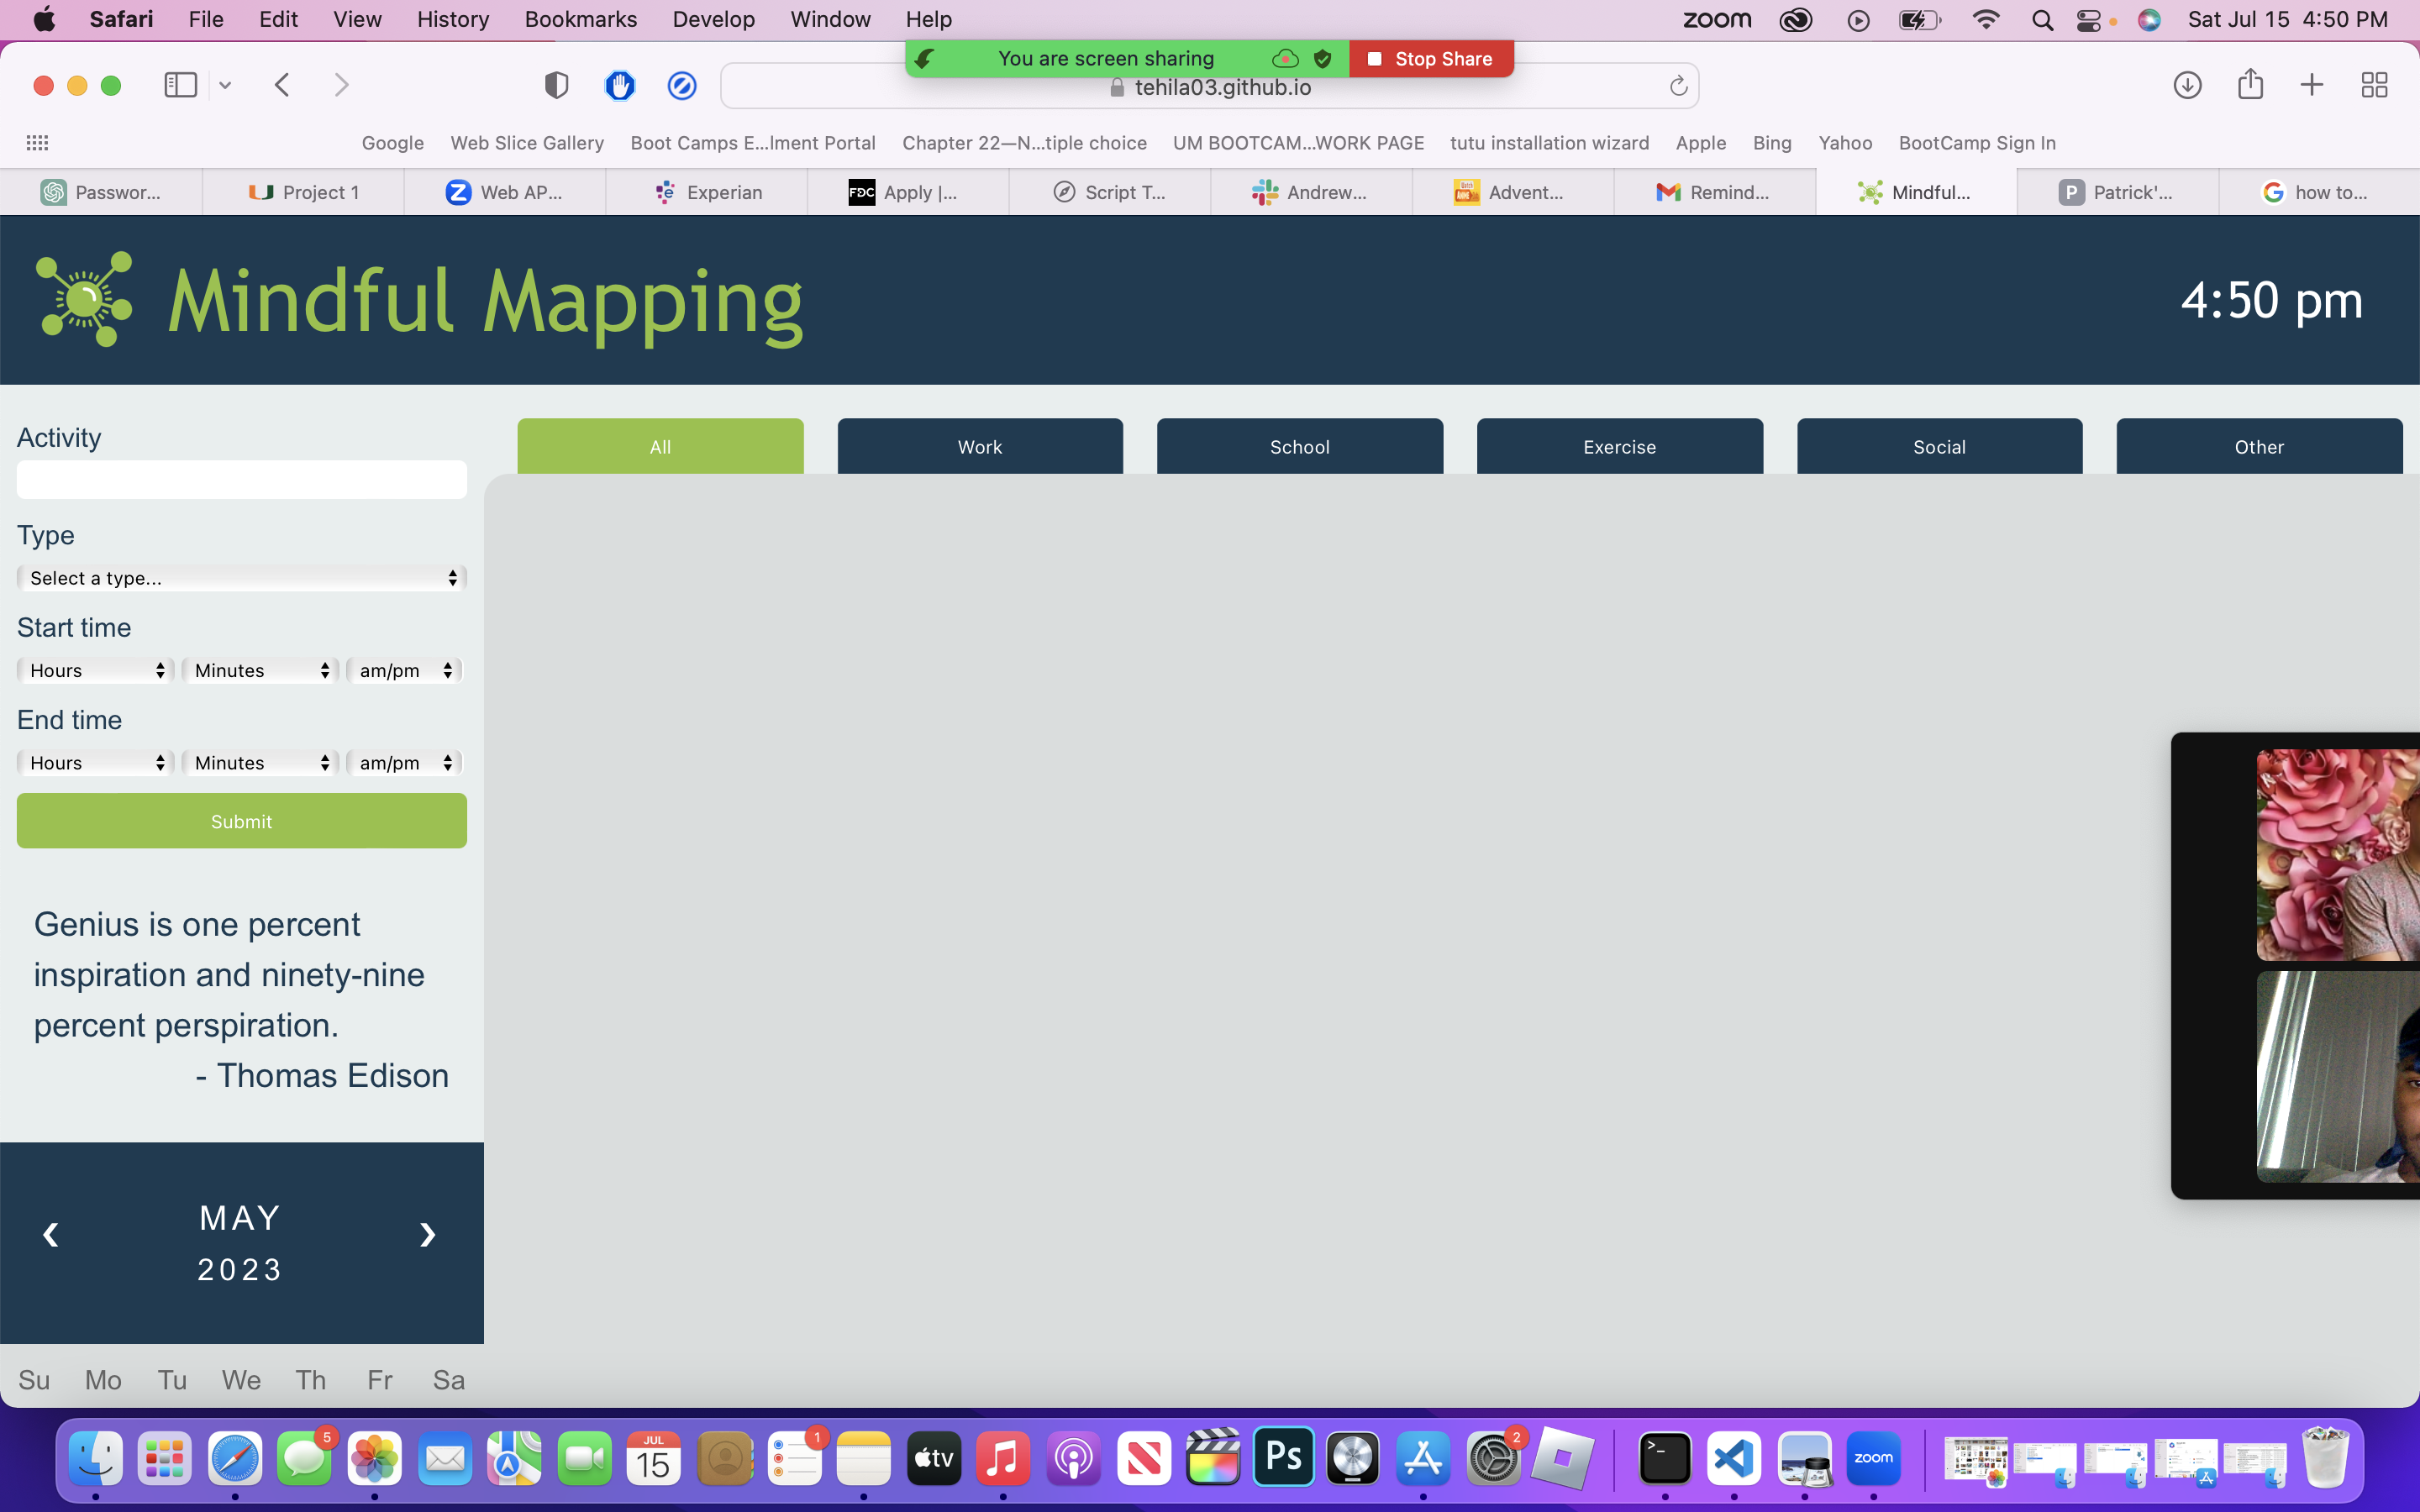 Safari File Edit View History Bookmarks Develop Window Help zoom Sat Jul 15 4:50 PM
You are screen sharing Stop Share
tehila03.github.io
Google Web Slice Gallery Boot Camps E...lment Portal Chapter 22—N...tiple choice UM BOOTCAM...WORK PAGE tutu installation wizard Apple Bing Yahoo BootCamp Sign In
Passwor... Project 1 Web AP... Experian FDC Apply |... Script T... Andrew... Advent... Remind... Mindful... P Patrick'... how to...
Mindful Mapping 4:50 pm
Activity
All Work School Exercise Social Other
Type
Select a type...
Start time
Hours Minutes am/pm
End time
Hours Minutes am/pm
Submit
Genius is one percent
inspiration and ninety-nine
percent perspiration.
- Thomas Edison
❮ MAY ❯
2023
Su Mo Tu We Th Fr Sa
5 JUL 15 1 tv Ps 2 >_ zoom